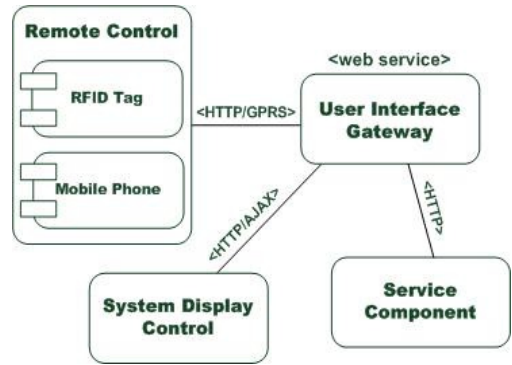 Remote Control
RFID Tag
Mobile Phone
<HTTP/GPRS>
<web service>
User Interface
Gateway
<HTTP/AJAX>
<HTTP>
System Display
Control
Service
Component